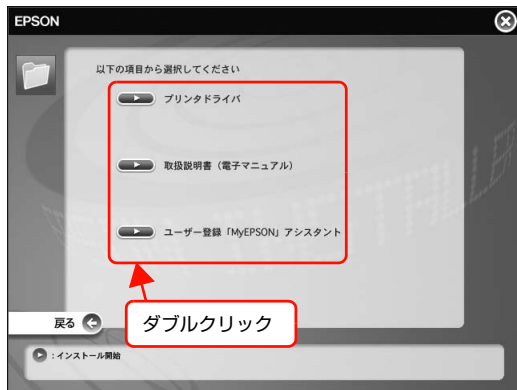 EPSON
以下の項目から選択してください
プリンタドライバ
取扱説明書（電子マニュアル）
ユーザー登録「MyEPSON」アシスタント
ダブルクリック
戻る
：インストール開始